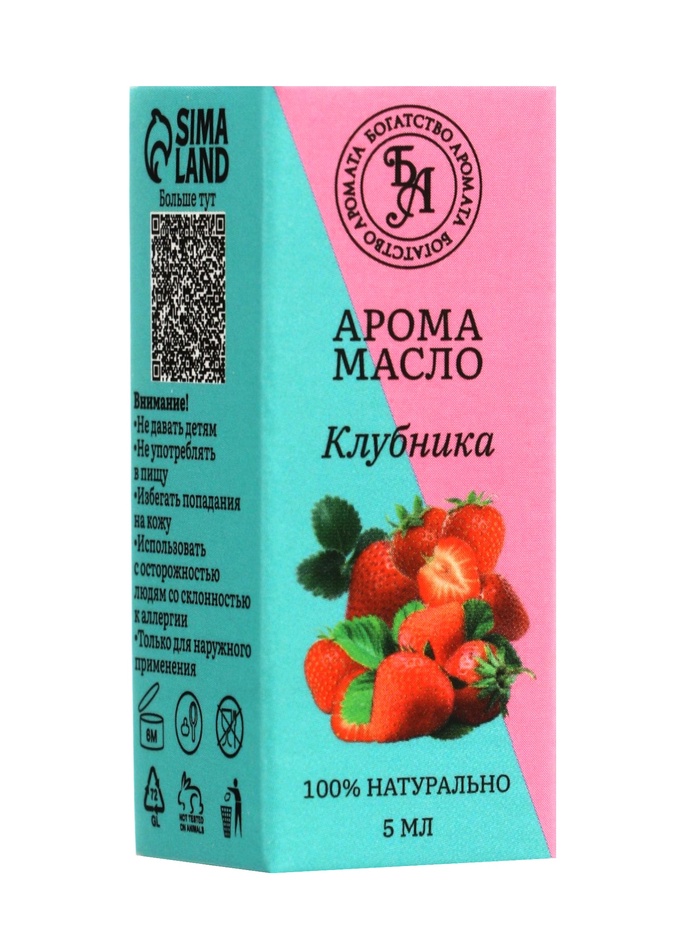 SIMA
LAND
Больше тут
Внимание!
•Не давать детям
•Не употреблять
в пищу
•Избегать попадания
на кожу
•Использовать
с осторожностью
людям со склонностью
к аллергии
•Только для наружного
применения
8М
72
GL
NOT TESTED
ON ANIMALS
БОГАТСТВО АРОМАТА БОГАТСТВО АРОМАТА
БА
АРОМА
МАСЛО
Клубника
100% НАТУРАЛЬНО
5 МЛ